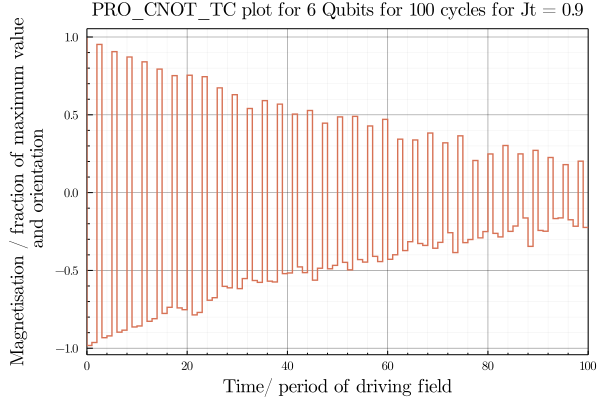 PRO_CNOT_TC plot for 6 Qubits for 100 cycles for Jt = 0.9
Magnetisation / fraction of maximum value
and orientation
1.0
0.5
0.0
−0.5
−1.0
0
20
40
60
80
100
Time/ period of driving field